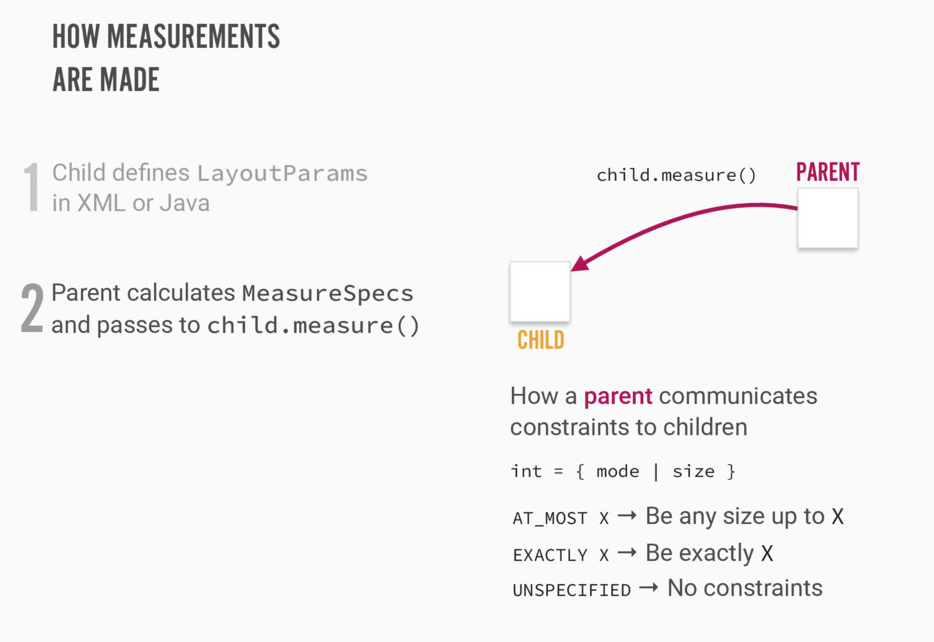 HOW MEASUREMENTS
ARE MADE
1
Child defines LayoutParams
in XML or Java
2
Parent calculates MeasureSpecs
and passes to child.measure()
child.measure()
PARENT
CHILD
How a parent communicates
constraints to children
int = { mode | size }
AT_MOST X → Be any size up to X
EXACTLY X → Be exactly X
UNSPECIFIED → No constraints